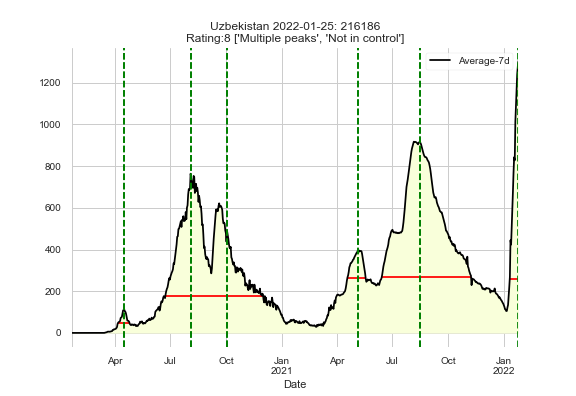 Uzbekistan 2022-01-25: 216186
Rating:8 ['Multiple peaks', 'Not in control']
Average-7d
1200
1000
800
600
400
200
0
Apr Jul Oct Jan Apr Jul Oct Jan
2021 2022
Date